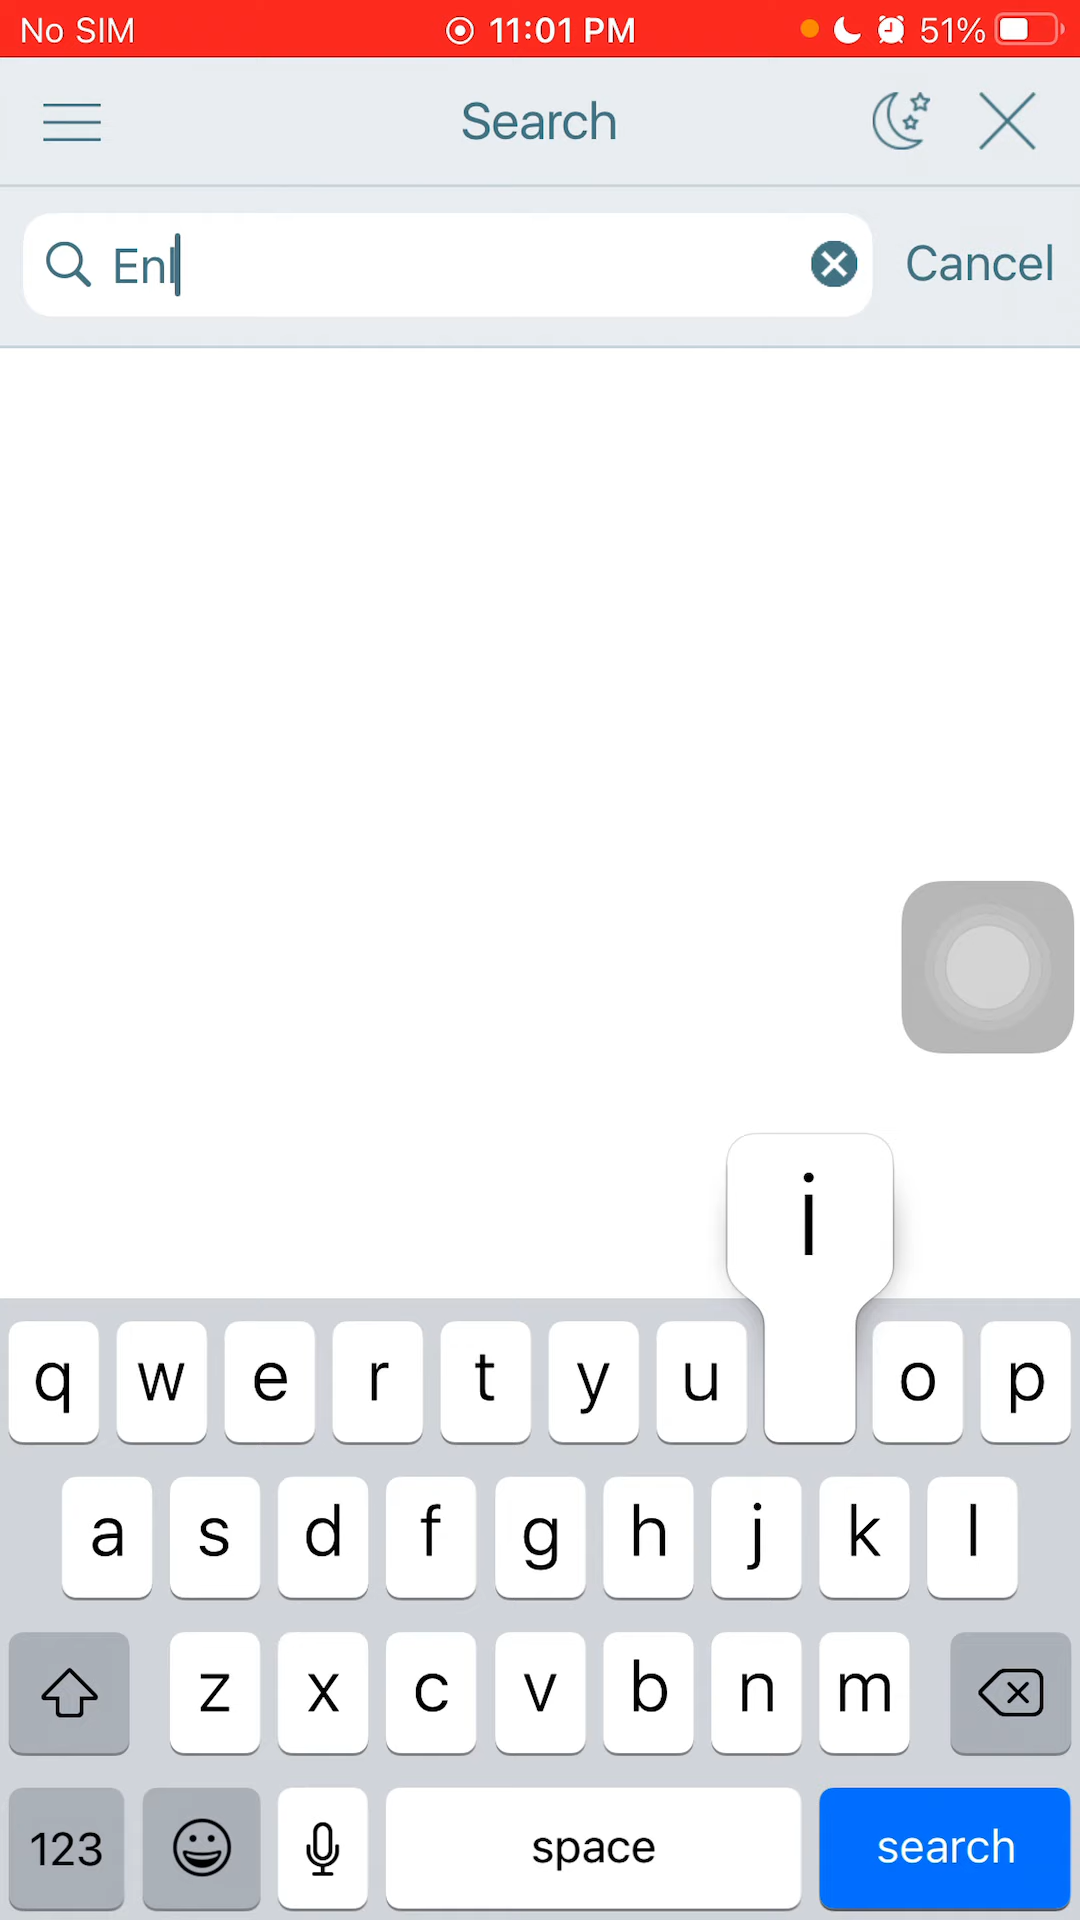 No SIM 11:01 PM 51%
Search
Enl Cancel
i
q w e r t y u o p
a s d f g h j k l
z x c v b n m
123 space search